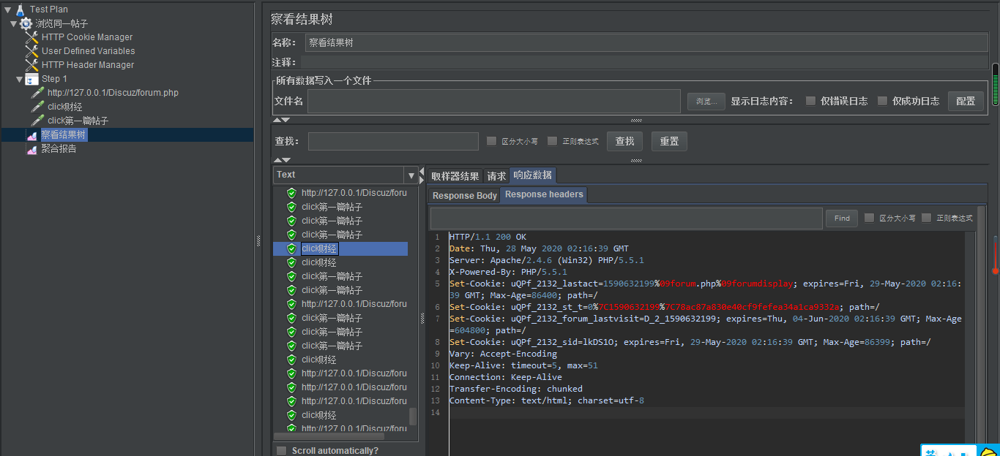 Test Plan
浏览同一帖子
HTTP Cookie Manager
User Defined Variables
HTTP Header Manager
Step 1
http://127.0.0.1/Discuz/forum.php
click财经
click第一篇帖子
察看结果树
聚合报告
察看结果树
名称： 察看结果树
注释：
所有数据写入一个文件
文件名 浏览... 显示日志内容： 仅错误日志 仅成功日志 配置
查找： 区分大小写 正则表达式 查找 重置
Text
http://127.0.0.1/Discuz/foru
click第一篇帖子
click第一篇帖子
click第一篇帖子
click财经
click财经
click第一篇帖子
click第一篇帖子
http://127.0.0.1/Discuz/foru
click第一篇帖子
click第一篇帖子
click第一篇帖子
click财经
http://127.0.0.1/Discuz/foru
http://127.0.0.1/Discuz/foru
http://127.0.0.1/Discuz/foru
click财经
http://127.0.0.1/Discuz/foru
Scroll automatically?
取样器结果 请求 响应数据
Response Body Response headers
Find 区分大小写 正则表达式
1 HTTP/1.1 200 OK
2 Date: Thu, 28 May 2020 02:16:39 GMT
3 Server: Apache/2.4.6 (Win32) PHP/5.5.1
4 X-Powered-By: PHP/5.5.1
5 Set-Cookie: uQPf_2132_lastact=1590632199%09forum.php%09forumdisplay; expires=Fri, 29-May-2020 02:16:
39 GMT; Max-Age=86400; path=/
6 Set-Cookie: uQPf_2132_st_t=0%7C1590632199%7C78ac87a830e40cf9fefea34a1ca9332a; path=/
7 Set-Cookie: uQPf_2132_forum_lastvisit=D_2_1590632199; expires=Thu, 04-Jun-2020 02:16:39 GMT; Max-Age
=604800; path=/
8 Set-Cookie: uQPf_2132_sid=lkDS1O; expires=Fri, 29-May-2020 02:16:39 GMT; Max-Age=86399; path=/
9 Vary: Accept-Encoding
10 Keep-Alive: timeout=5, max=51
11 Connection: Keep-Alive
12 Transfer-Encoding: chunked
13 Content-Type: text/html; charset=utf-8
14